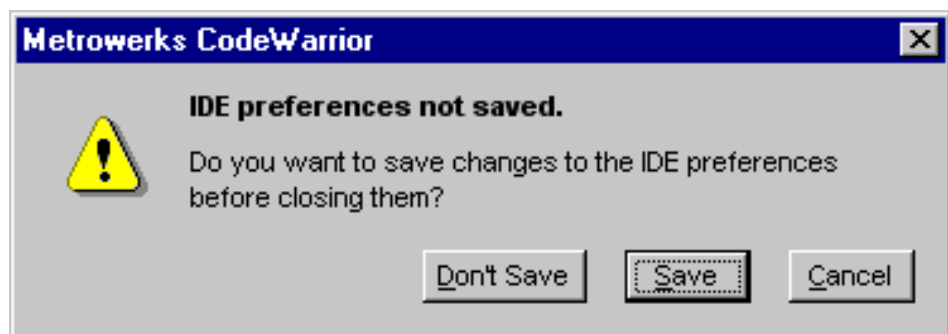 Metrowerks CodeWarrior
IDE preferences not saved.
Do you want to save changes to the IDE preferences
before closing them?
Don't Save Save Cancel